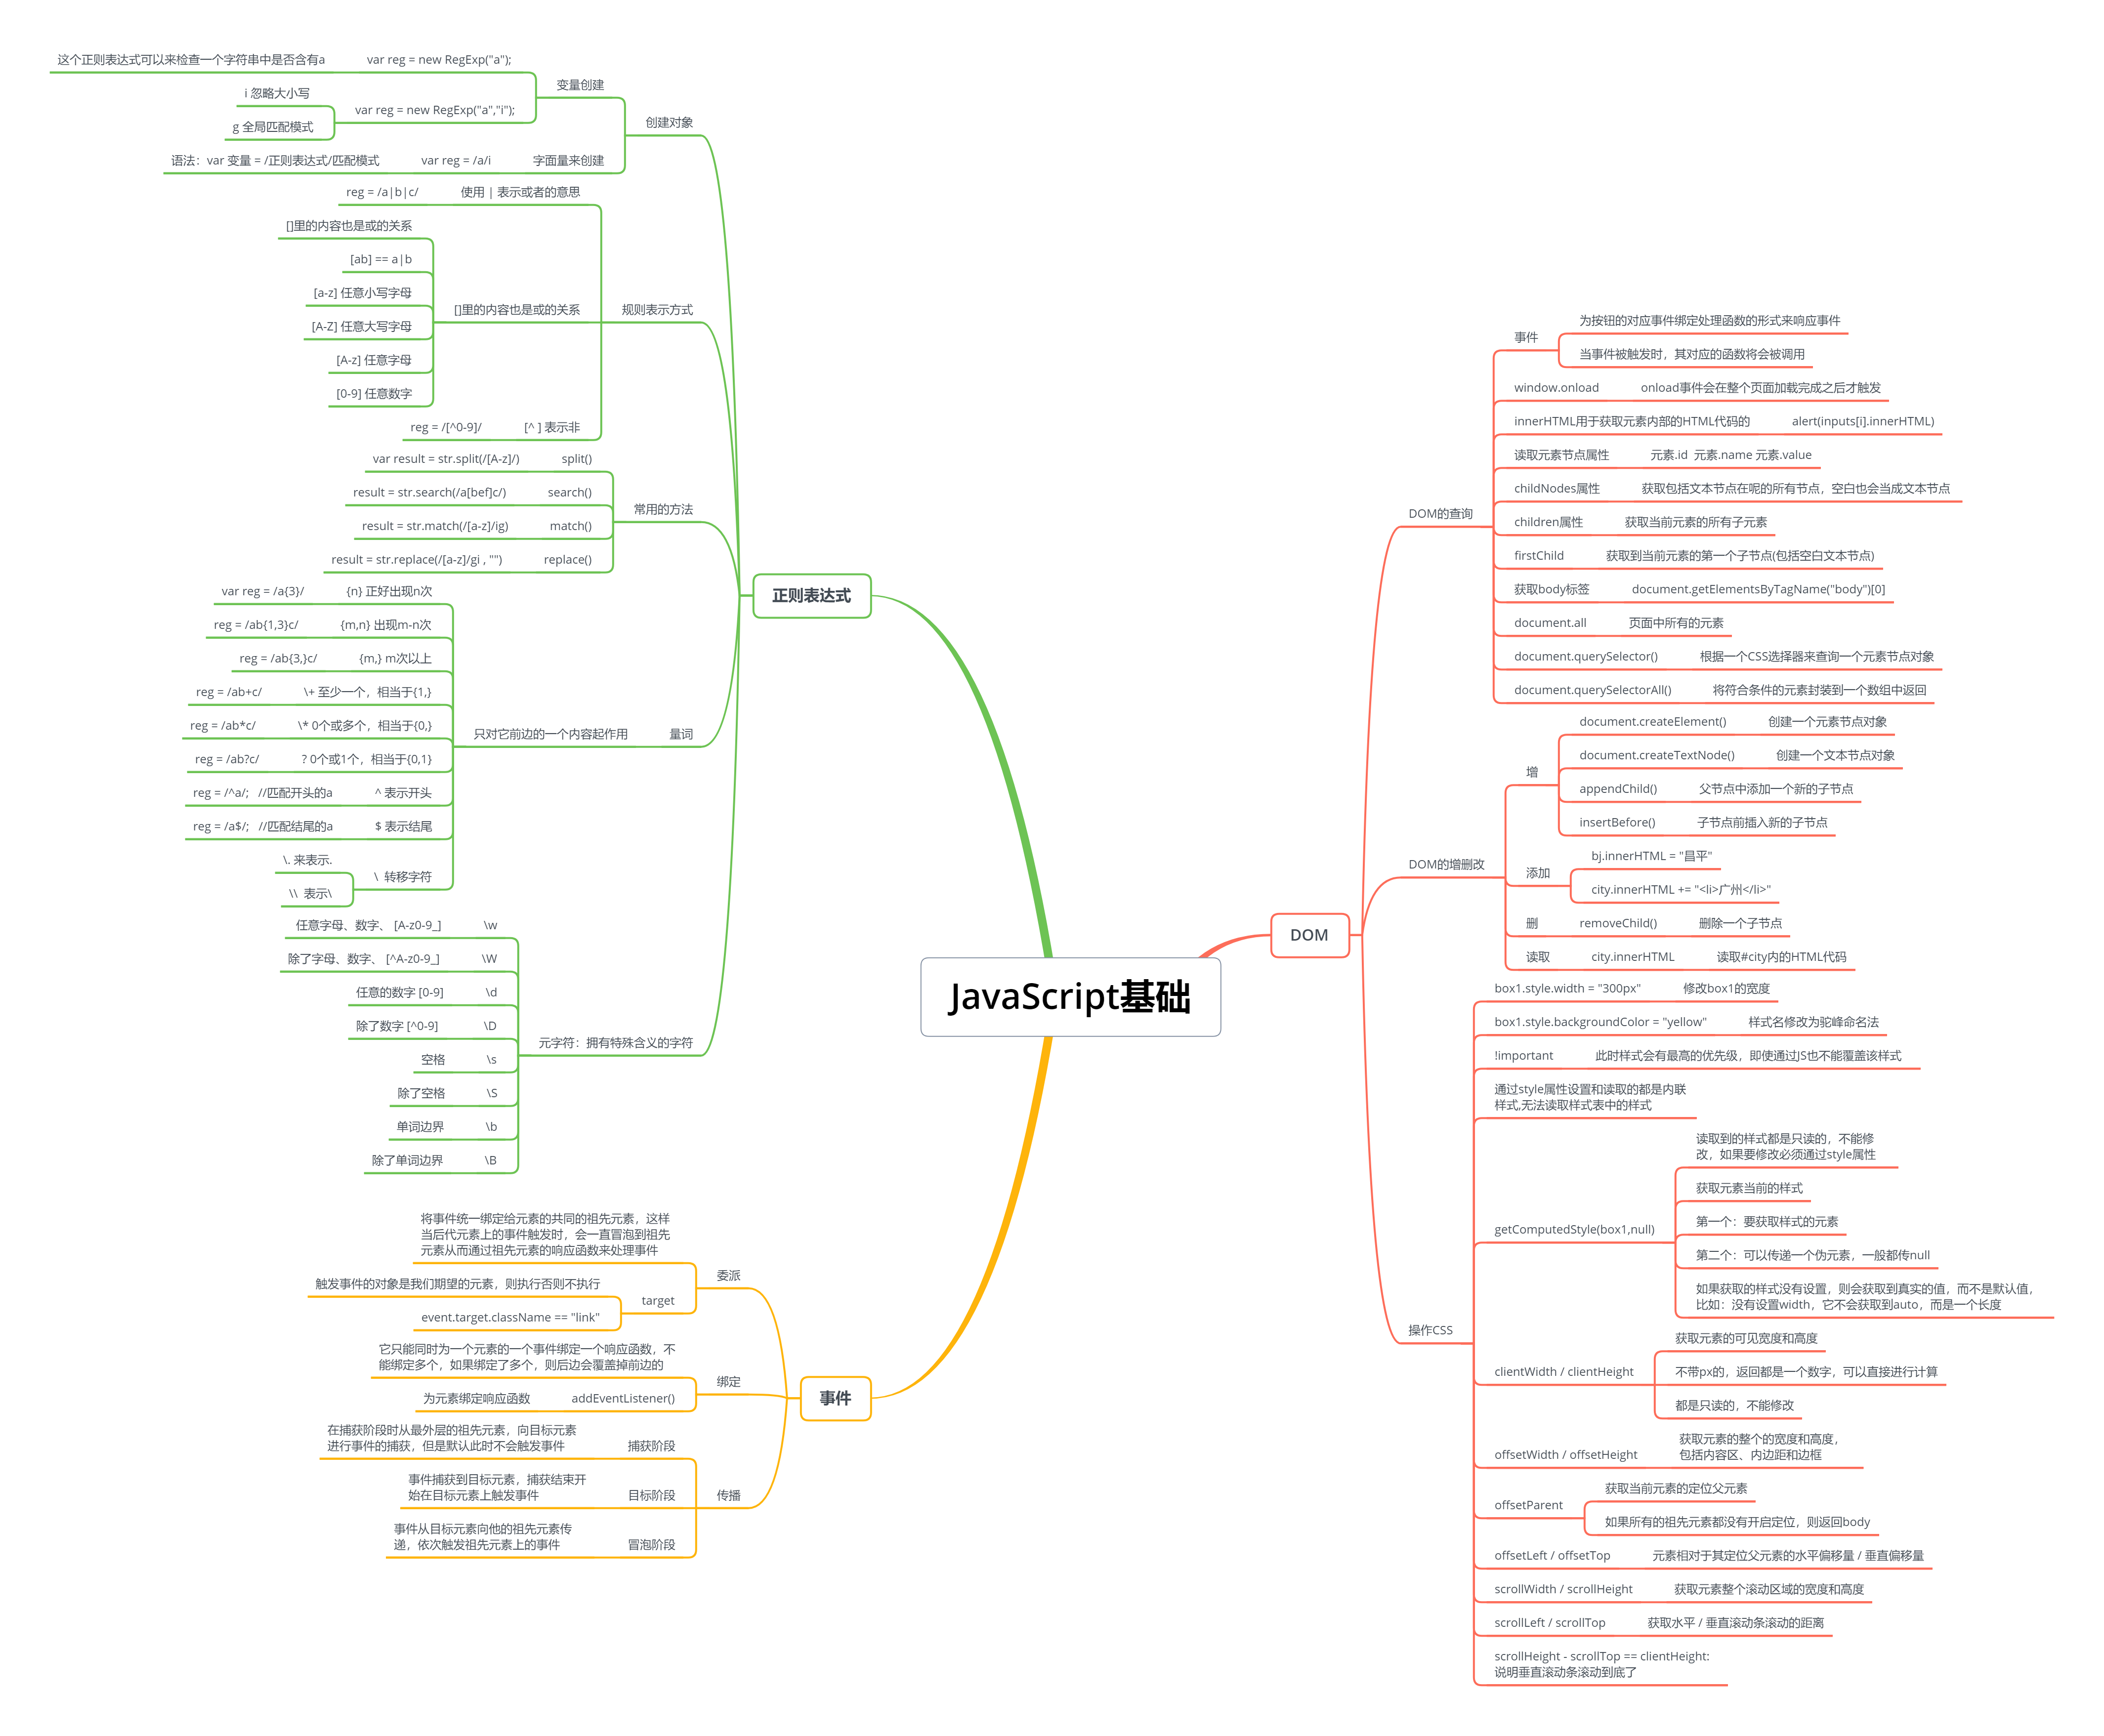 JavaScript基础
正则表达式
创建对象
变量创建
var reg = new RegExp("a");
这个正则表达式可以来检查一个字符串中是否含有a
var reg = new RegExp("a","i");
i 忽略大小写
g 全局匹配模式
字面量来创建
var reg = /a/i
语法：var 变量 = /正则表达式/匹配模式
规则表示方式
使用 | 表示或者的意思
reg = /a|b|c/
[]里的内容也是或的关系
[]里的内容也是或的关系
[ab] == a|b
[a-z] 任意小写字母
[A-Z] 任意大写字母
[A-z] 任意字母
[0-9] 任意数字
[^ ] 表示非
reg = /[^0-9]/
常用的方法
split()
var result = str.split(/[A-z]/)
search()
result = str.search(/a[bef]c/)
match()
result = str.match(/[a-z]/ig)
replace()
result = str.replace(/[a-z]/gi , "")
量词
只对它前边的一个内容起作用
{n} 正好出现n次
var reg = /a{3}/
{m,n} 出现m-n次
reg = /ab{1,3}c/
{m,} m次以上
reg = /ab{3,}c/
\+ 至少一个，相当于{1,}
reg = /ab+c/
\* 0个或多个，相当于{0,}
reg = /ab*c/
? 0个或1个，相当于{0,1}
reg = /ab?c/
^ 表示开头
reg = /^a/; //匹配开头的a
$ 表示结尾
reg = /a$/; //匹配结尾的a
\ 转移字符
\. 来表示.
\\ 表示\
元字符：拥有特殊含义的字符
\w
任意字母、数字、 [A-z0-9_]
\W
除了字母、数字、 [^A-z0-9_]
\d
任意的数字 [0-9]
\D
除了数字 [^0-9]
\s
空格
\S
除了空格
\b
单词边界
\B
除了单词边界
事件
委派
将事件统一绑定给元素的共同的祖先元素，这样
当后代元素上的事件触发时，会一直冒泡到祖先
元素从而通过祖先元素的响应函数来处理事件
target
触发事件的对象是我们期望的元素，则执行否则不执行
event.target.className == "link"
绑定
它只能同时为一个元素的一个事件绑定一个响应函数，不
能绑定多个，如果绑定了多个，则后边会覆盖掉前边的
addEventListener()
为元素绑定响应函数
传播
捕获阶段
在捕获阶段时从最外层的祖先元素，向目标元素
进行事件的捕获，但是默认此时不会触发事件
目标阶段
事件捕获到目标元素，捕获结束开
始在目标元素上触发事件
冒泡阶段
事件从目标元素向他的祖先元素传
递，依次触发祖先元素上的事件
DOM
DOM的查询
事件
为按钮的对应事件绑定处理函数的形式来响应事件
当事件被触发时，其对应的函数将会被调用
window.onload
onload事件会在整个页面加载完成之后才触发
innerHTML用于获取元素内部的HTML代码的
alert(inputs[i].innerHTML)
读取元素节点属性
元素.id 元素.name 元素.value
childNodes属性
获取包括文本节点在呢的所有节点，空白也会当成文本节点
children属性
获取当前元素的所有子元素
firstChild
获取到当前元素的第一个子节点(包括空白文本节点)
获取body标签
document.getElementsByTagName("body")[0]
document.all
页面中所有的元素
document.querySelector()
根据一个CSS选择器来查询一个元素节点对象
document.querySelectorAll()
将符合条件的元素封装到一个数组中返回
DOM的增删改
增
document.createElement()
创建一个元素节点对象
document.createTextNode()
创建一个文本节点对象
appendChild()
父节点中添加一个新的子节点
insertBefore()
子节点前插入新的子节点
添加
bj.innerHTML = "昌平"
city.innerHTML += "<li>广州</li>"
删
removeChild()
删除一个子节点
读取
city.innerHTML
读取#city内的HTML代码
操作CSS
box1.style.width = "300px"
修改box1的宽度
box1.style.backgroundColor = "yellow"
样式名修改为驼峰命名法
!important
此时样式会有最高的优先级，即使通过JS也不能覆盖该样式
通过style属性设置和读取的都是内联
样式,无法读取样式表中的样式
getComputedStyle(box1,null)
读取到的样式都是只读的，不能修
改，如果要修改必须通过style属性
获取元素当前的样式
第一个：要获取样式的元素
第二个：可以传递一个伪元素，一般都传null
如果获取的样式没有设置，则会获取到真实的值，而不是默认值，
比如：没有设置width，它不会获取到auto，而是一个长度
clientWidth / clientHeight
获取元素的可见宽度和高度
不带px的，返回都是一个数字，可以直接进行计算
都是只读的，不能修改
offsetWidth / offsetHeight
获取元素的整个的宽度和高度，
包括内容区、内边距和边框
offsetParent
获取当前元素的定位父元素
如果所有的祖先元素都没有开启定位，则返回body
offsetLeft / offsetTop
元素相对于其定位父元素的水平偏移量 / 垂直偏移量
scrollWidth / scrollHeight
获取元素整个滚动区域的宽度和高度
scrollLeft / scrollTop
获取水平 / 垂直滚动条滚动的距离
scrollHeight - scrollTop == clientHeight:
说明垂直滚动条滚动到底了